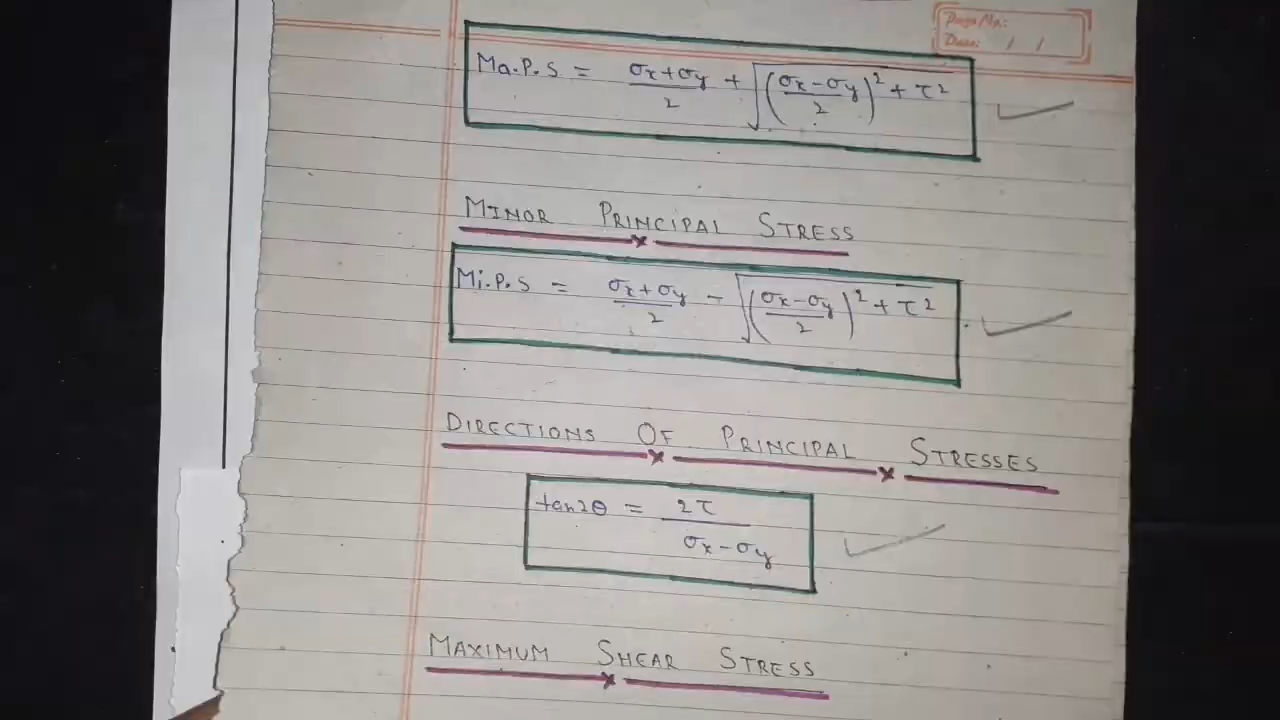 Page No:
Date: / /
Ma.P.S = σx+σy/2 + √((σx-σy/2)² + τ²)
MINOR PRINCIPAL STRESS
Mi.P.S = σx+σy/2 - √((σx-σy/2)² + τ²)
DIRECTIONS OF PRINCIPAL STRESSES
tan2θ = 2τ/σx-σy
MAXIMUM SHEAR STRESS